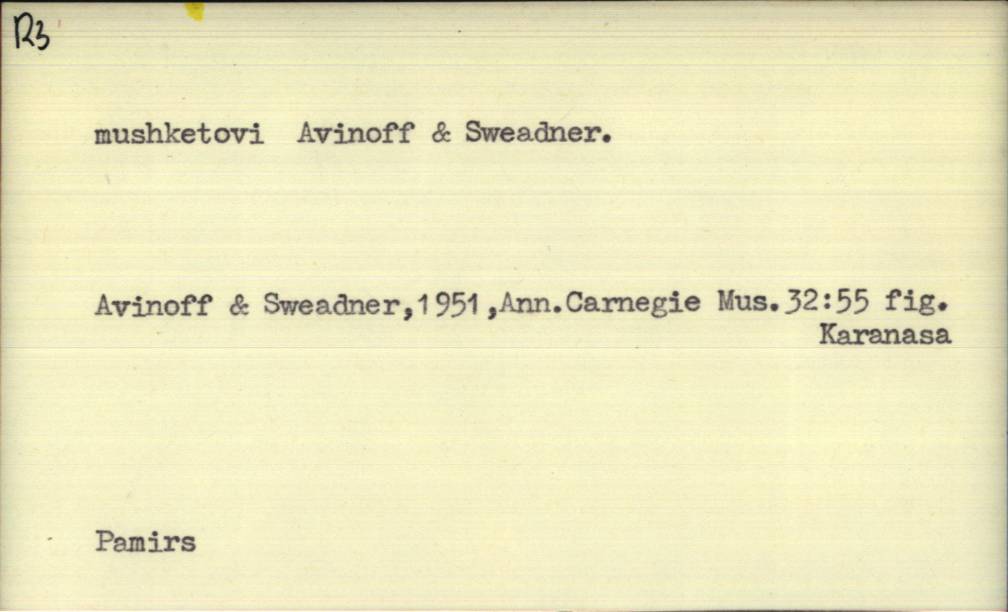 R3
mushketovi Avinoff & Sweadner.
Avinoff & Sweadner,1951,Ann.Carnegie Mus.32:55 fig.
Karanasa
Pamirs